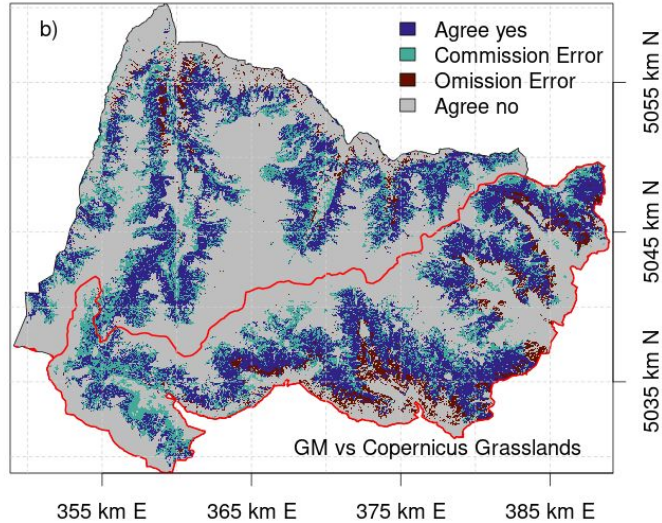 b)
Agree yes
Commission Error
Omission Error
Agree no
5055 km N
5045 km N
5035 km N
GM vs Copernicus Grasslands
355 km E 365 km E 375 km E 385 km E